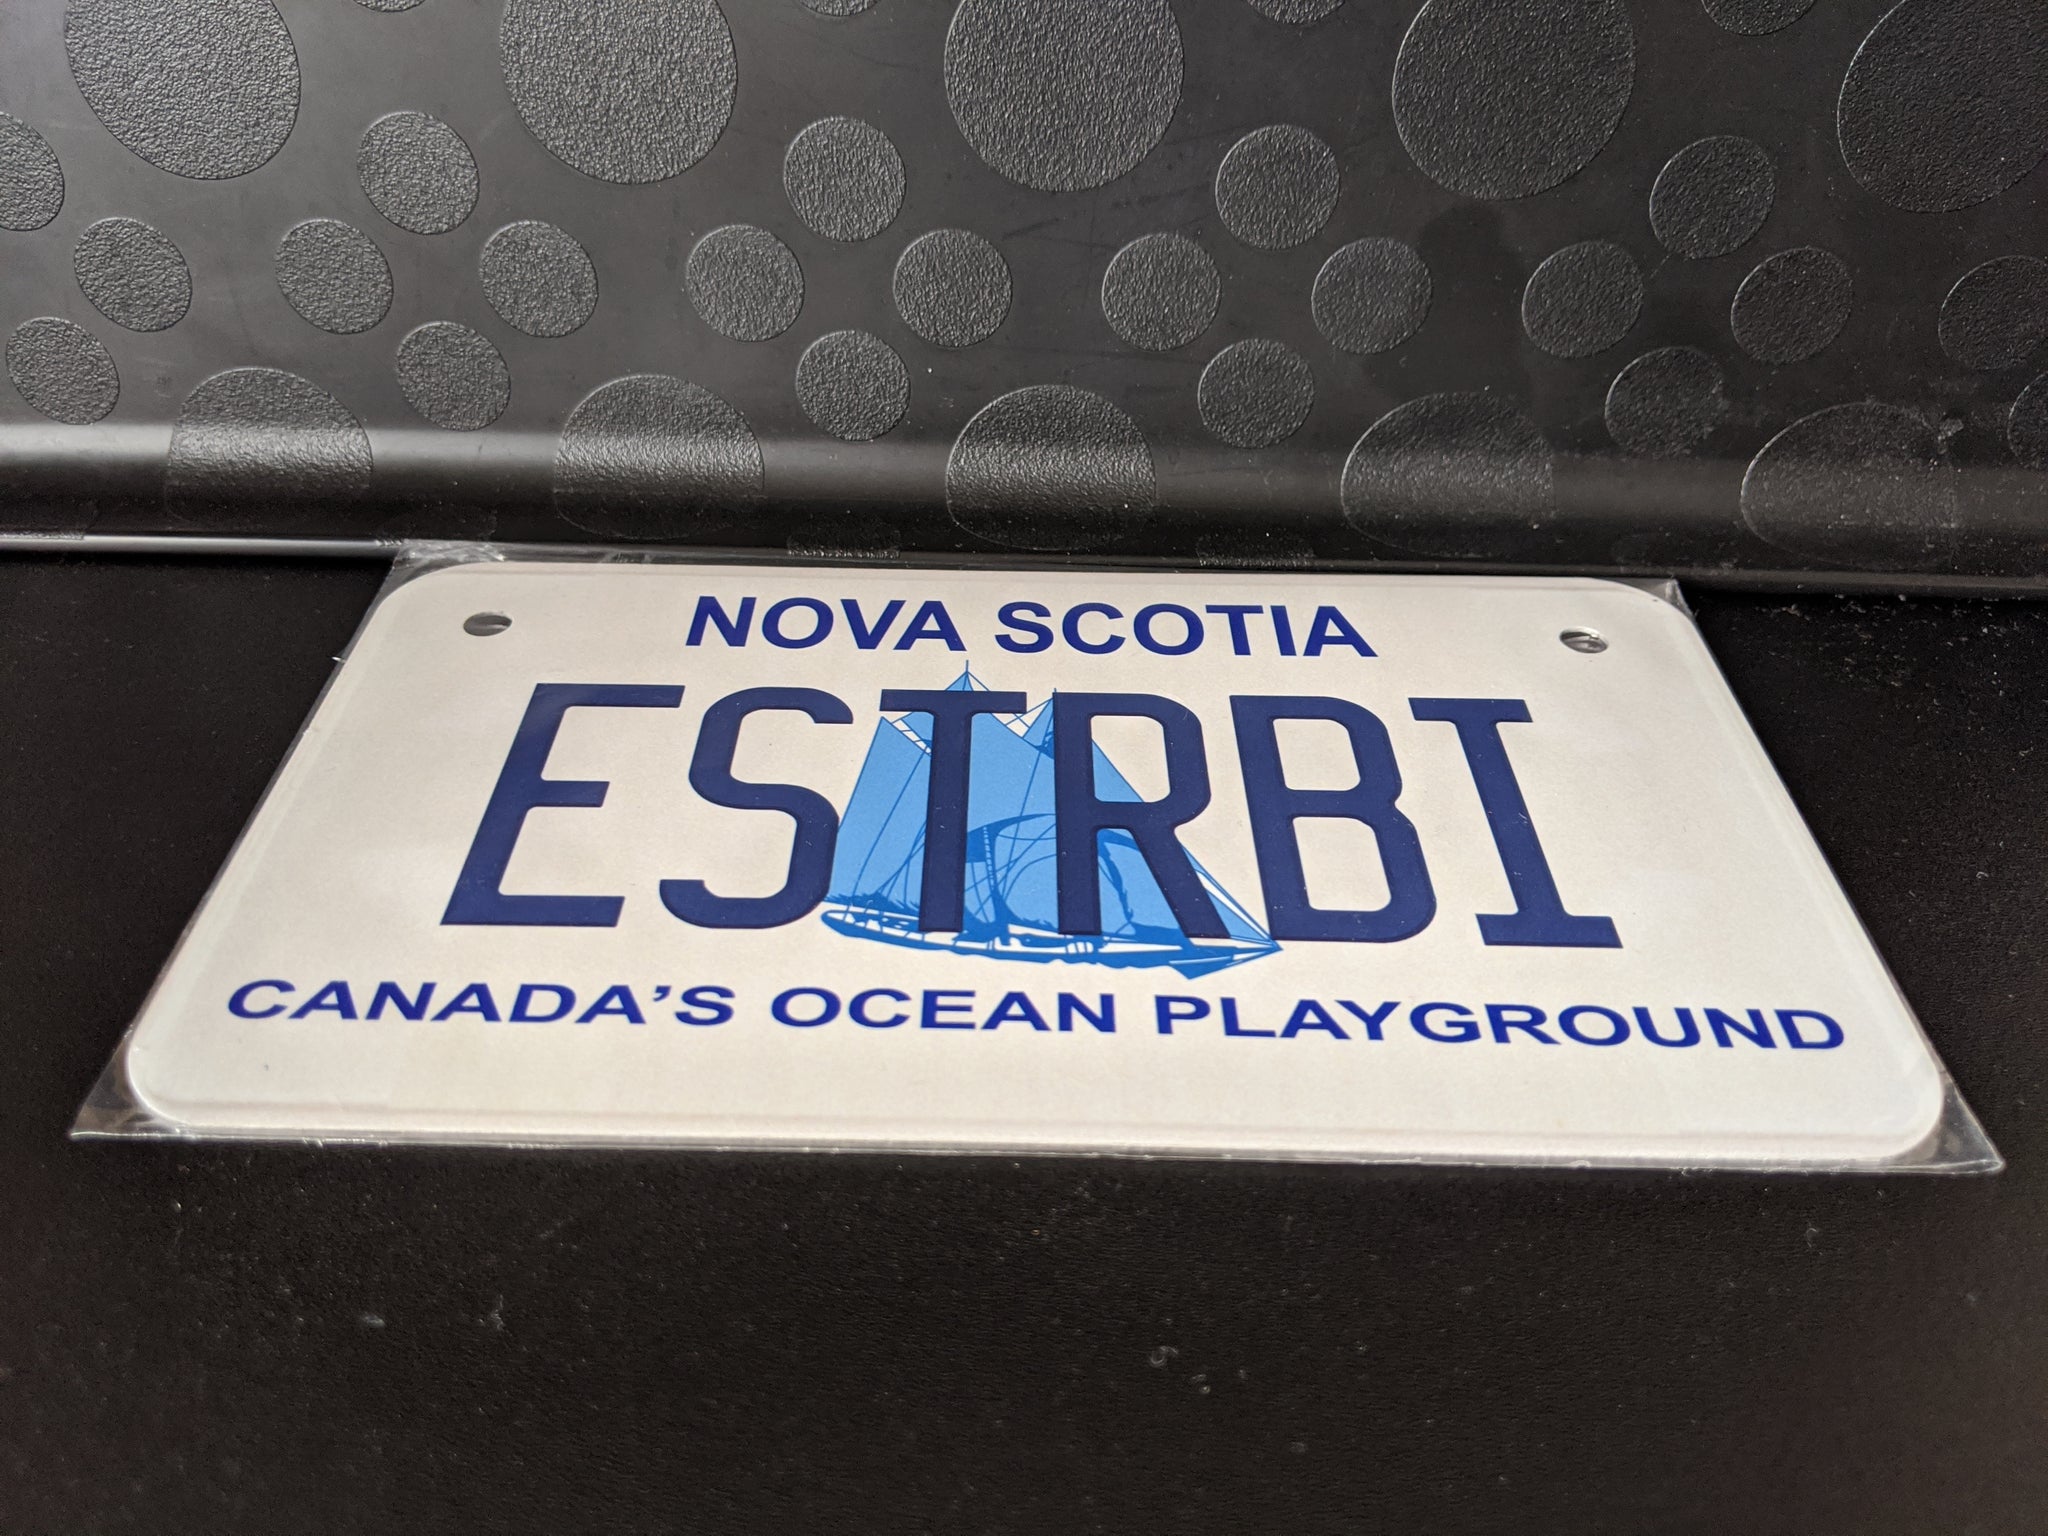 NOVA SCOTIA
ESTRBI
CANADA'S OCEAN PLAYGROUND